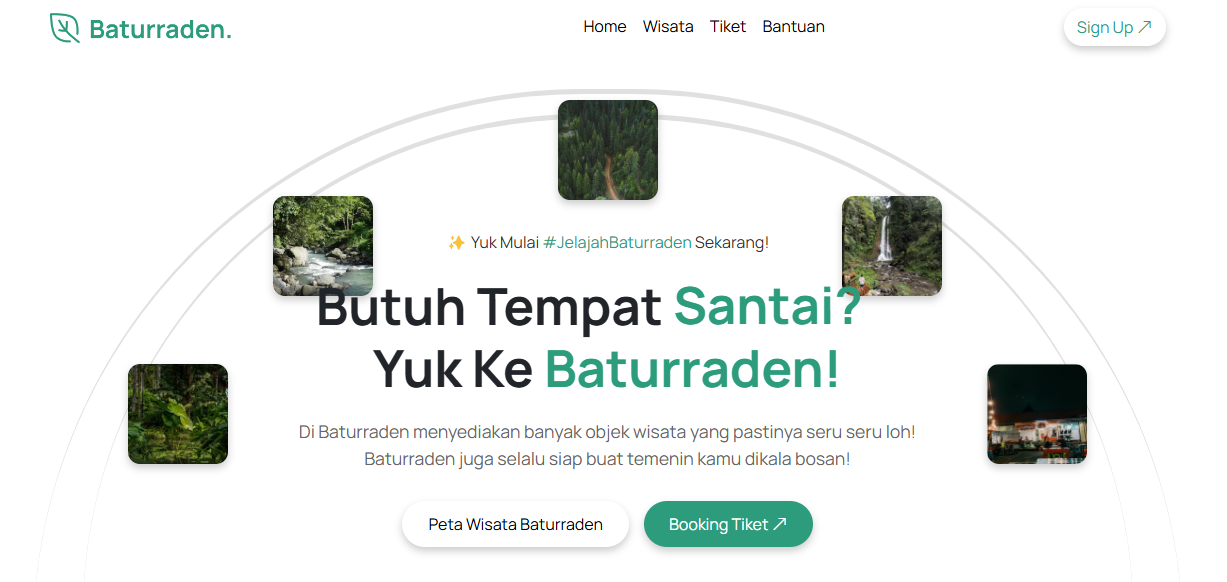 Baturraden.
Home Wisata Tiket Bantuan
Sign Up ↗
✨ Yuk Mulai #JelajahBaturraden Sekarang!
Butuh Tempat Santai?
Yuk Ke Baturraden!
Di Baturraden menyediakan banyak objek wisata yang pastinya seru seru loh!
Baturraden juga selalu siap buat temenin kamu dikala bosan!
Peta Wisata Baturraden
Booking Tiket ↗